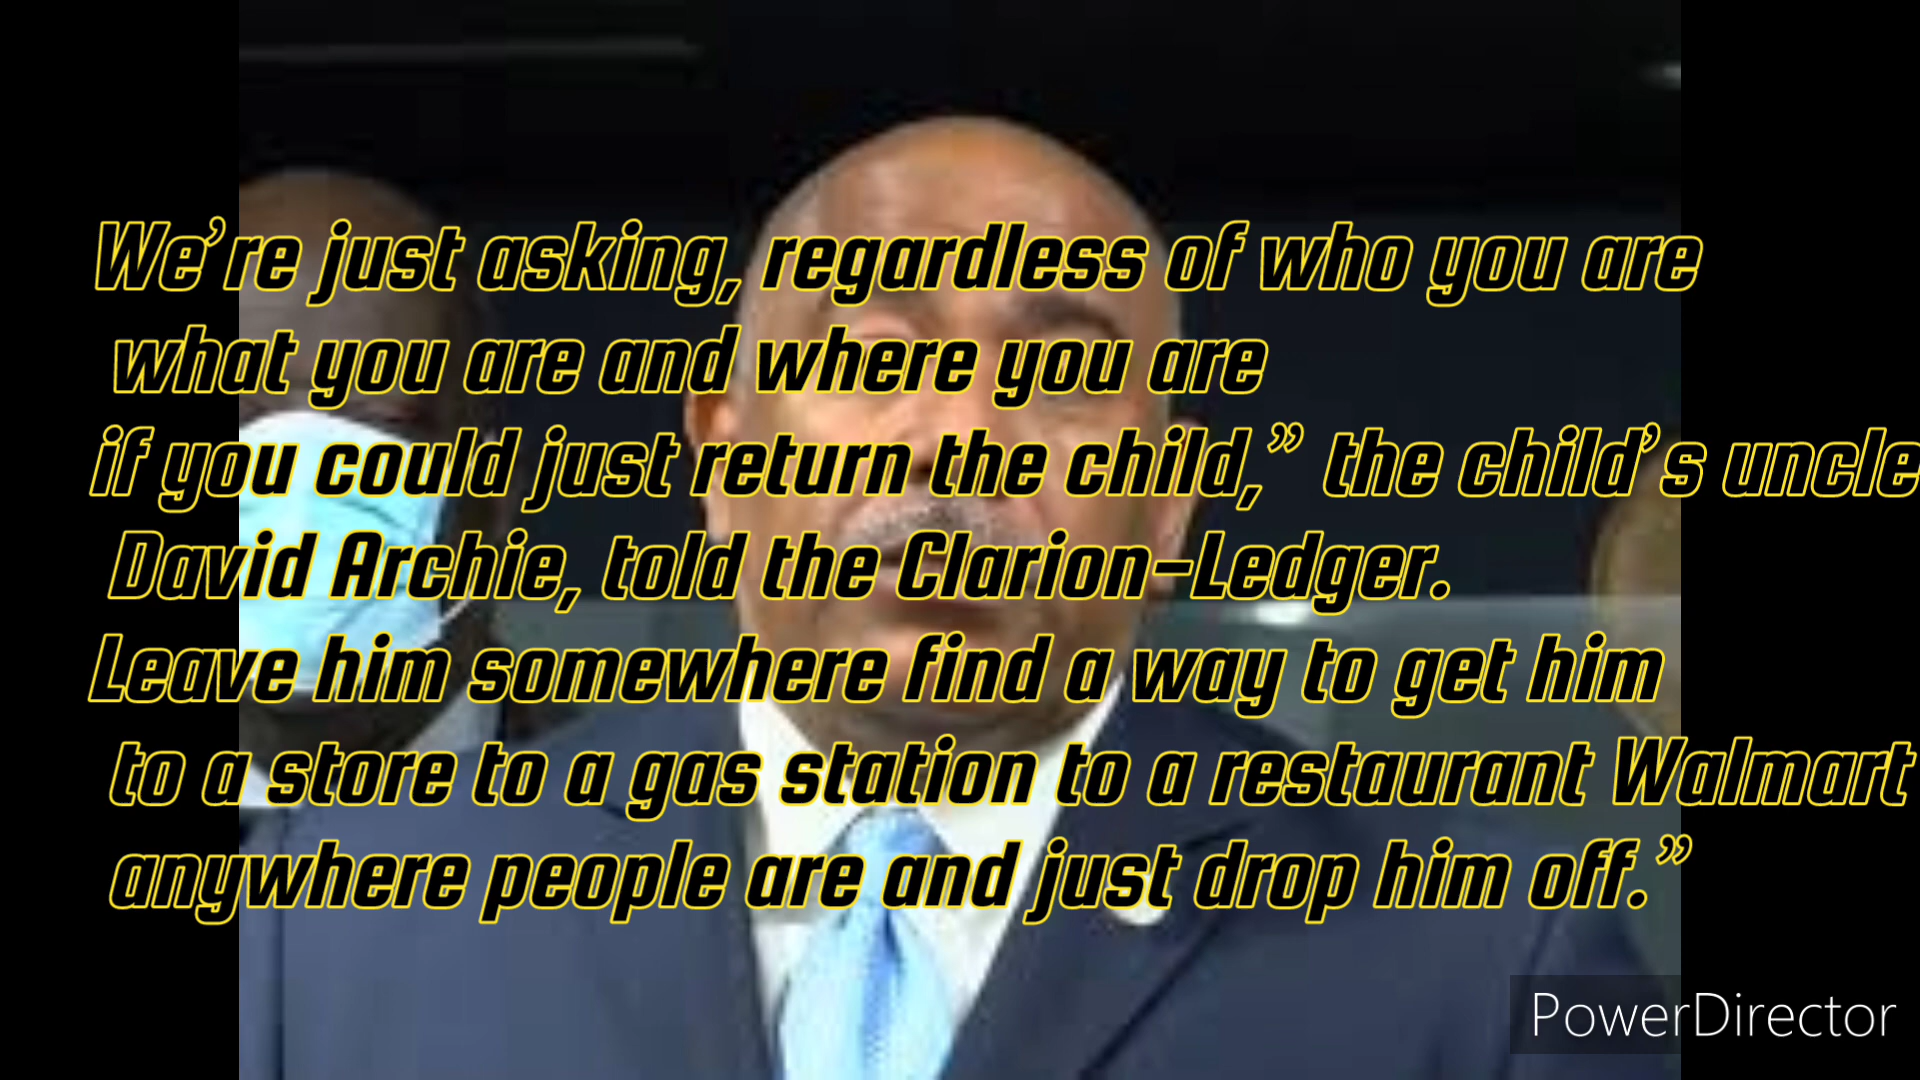 We’re just asking, regardless of who you are
what you are and where you are
if you could just return the child,” the child’s uncle
David Archie, told the Clarion-Ledger.
Leave him somewhere find a way to get him
to a store to a gas station to a restaurant Walmart
anywhere people are and just drop him off.”
PowerDirector